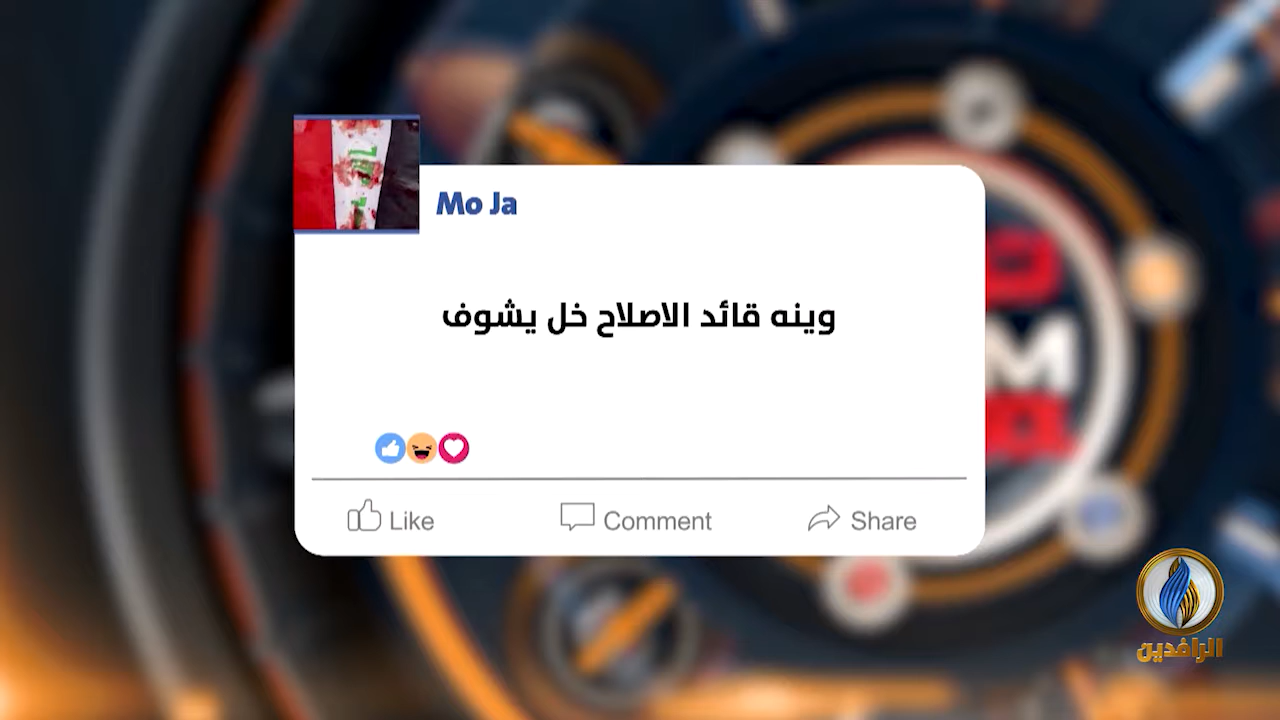 Mo Ja
وينه قائد الاصلاح خل يشوف
Like
Comment
Share
الرافدين